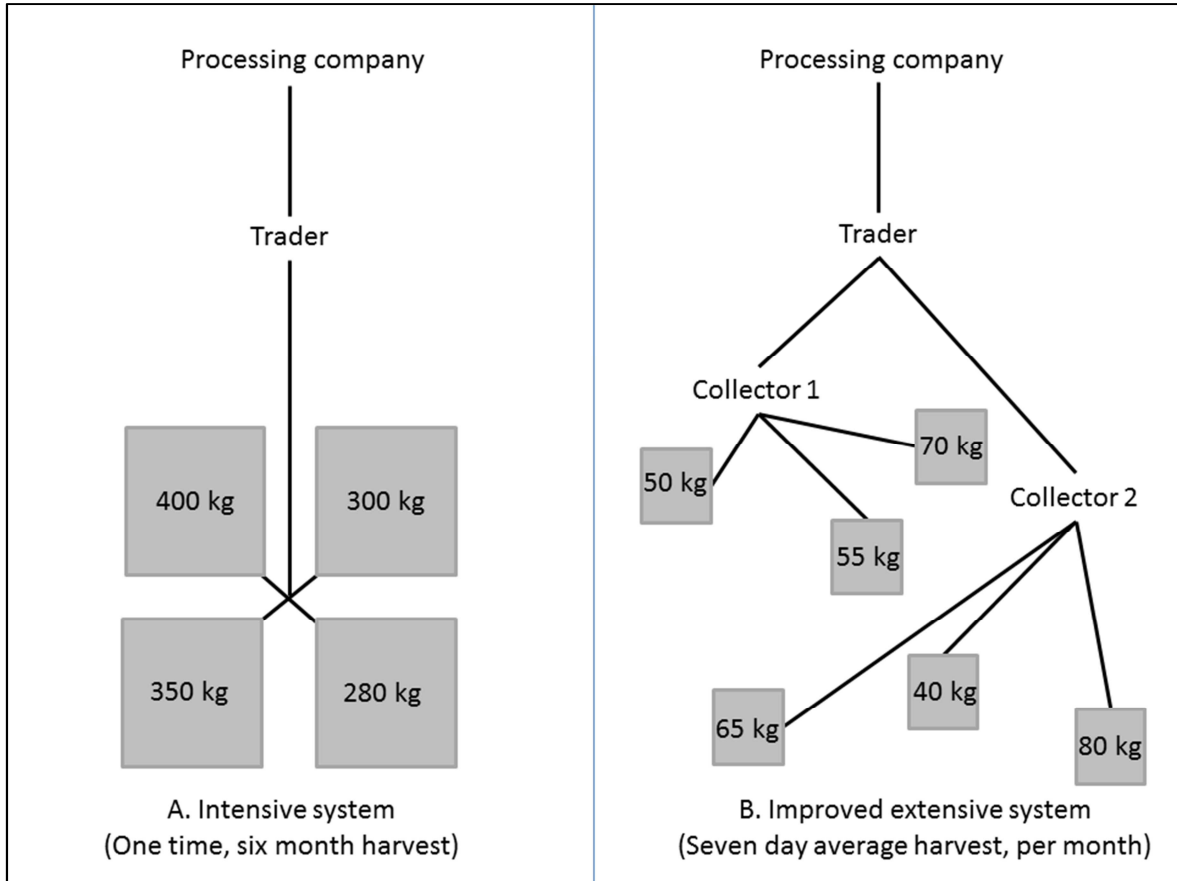 Processing company
Trader
400 kg
300 kg
350 kg
280 kg
A. Intensive system
(One time, six month harvest)
Processing company
Trader
Collector 1
70 kg
50 kg
55 kg
Collector 2
65 kg
40 kg
80 kg
B. Improved extensive system
(Seven day average harvest, per month)